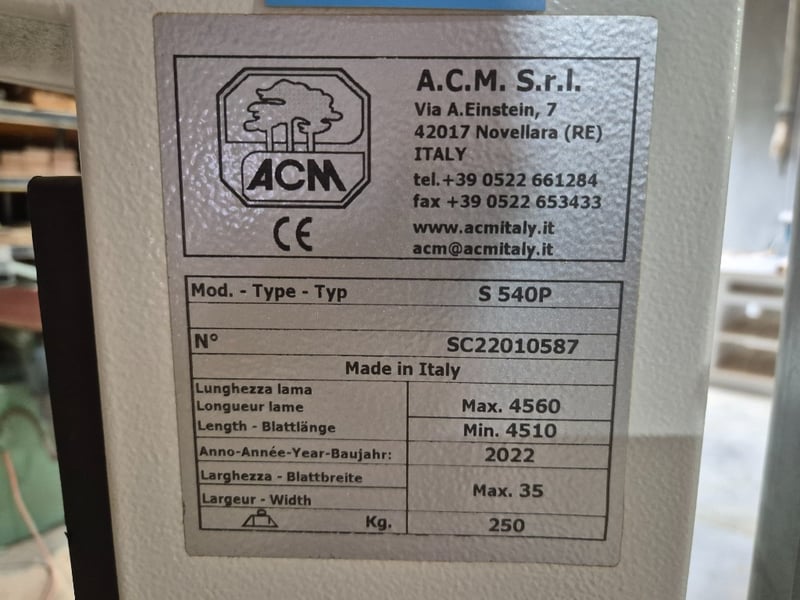 ACM
CE
A.C.M. S.r.l.
Via A.Einstein, 7
42017 Novellara (RE)
ITALY
tel.+39 0522 661284
fax +39 0522 653433
www.acmitaly.it
acm@acmitaly.it
Mod. - Type - Typ S 540P
N° SC22010587
Made in Italy
Lunghezza lama
Longueur lame Max. 4560
Length - Blattlänge Min. 4510
Anno-Année-Year-Baujahr: 2022
Larghezza - Blattbreite
Max. 35
Largeur - Width
Kg. 250